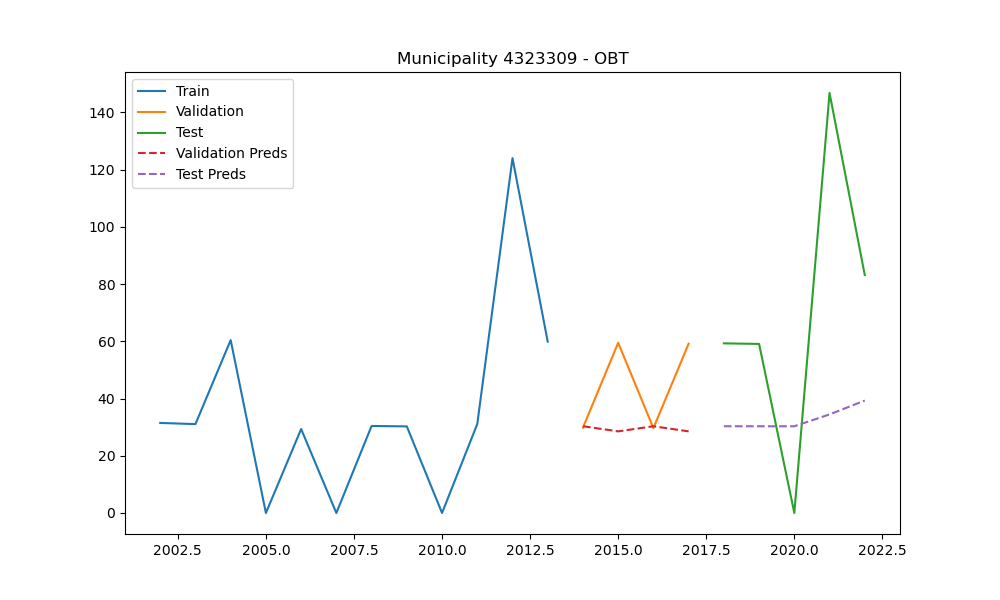 Municipality 4323309 - OBT
Train
Validation
Test
Validation Preds
Test Preds
140
120
100
80
60
40
20
0
2002.5 2005.0 2007.5 2010.0 2012.5 2015.0 2017.5 2020.0 2022.5